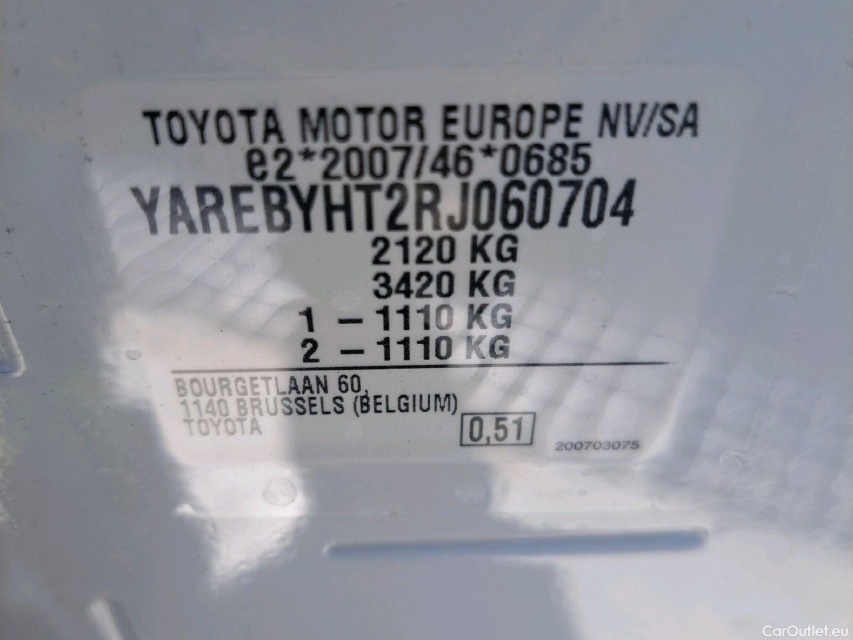 TOYOTA MOTOR EUROPE NV/SA
e2*2007/46*0685
YAREBYHT2RJ060704
2120 KG
3420 KG
1 – 1110 KG
2 – 1110 KG
BOURGETLAAN 60,
1140 BRUSSELS (BELGIUM)
TOYOTA
0,51
200703075
CarOutlet.eu